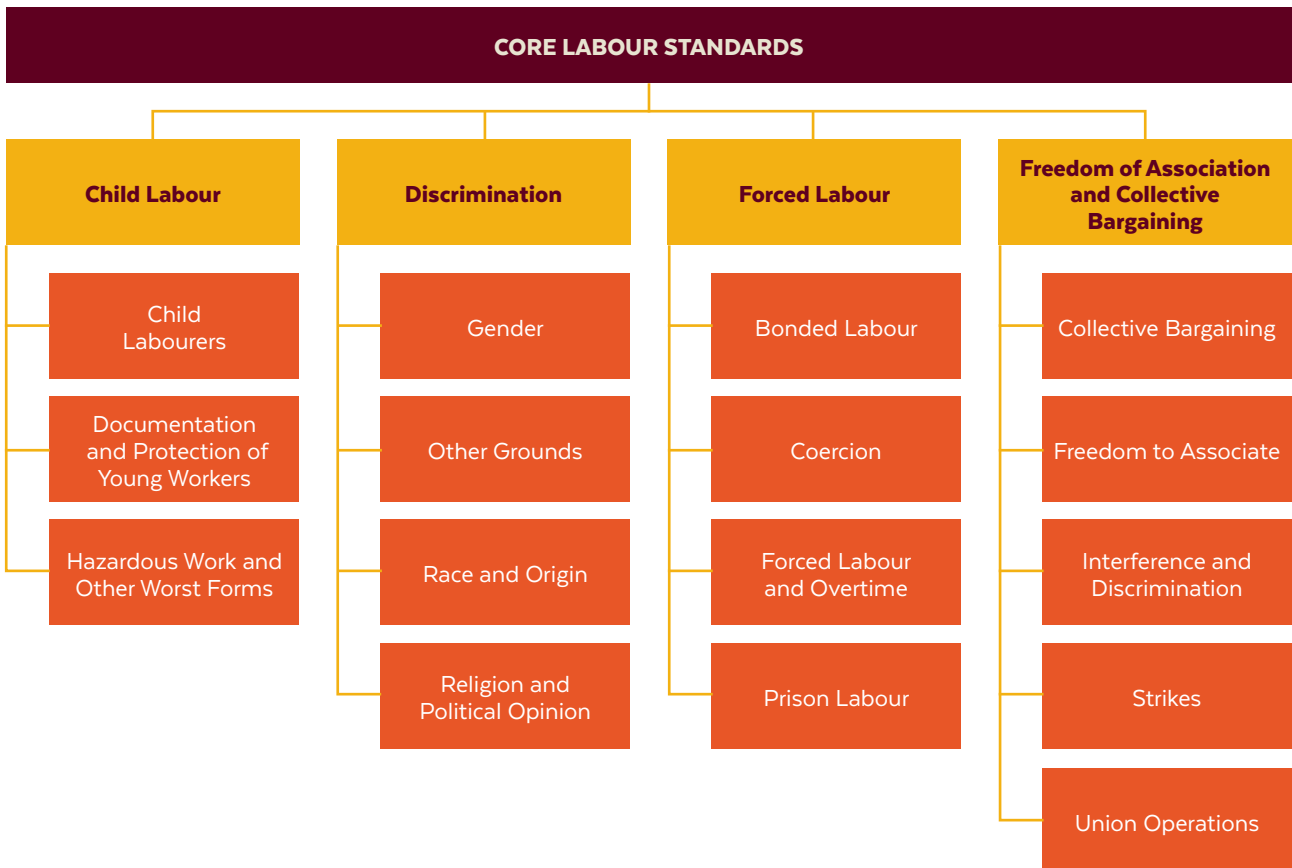 CORE LABOUR STANDARDS
Child Labour
Child
Labourers
Documentation
and Protection of
Young Workers
Hazardous Work and
Other Worst Forms
Discrimination
Gender
Other Grounds
Race and Origin
Religion and
Political Opinion
Forced Labour
Bonded Labour
Coercion
Forced Labour
and Overtime
Prison Labour
Freedom of Association
and Collective
Bargaining
Collective Bargaining
Freedom to Associate
Interference and
Discrimination
Strikes
Union Operations